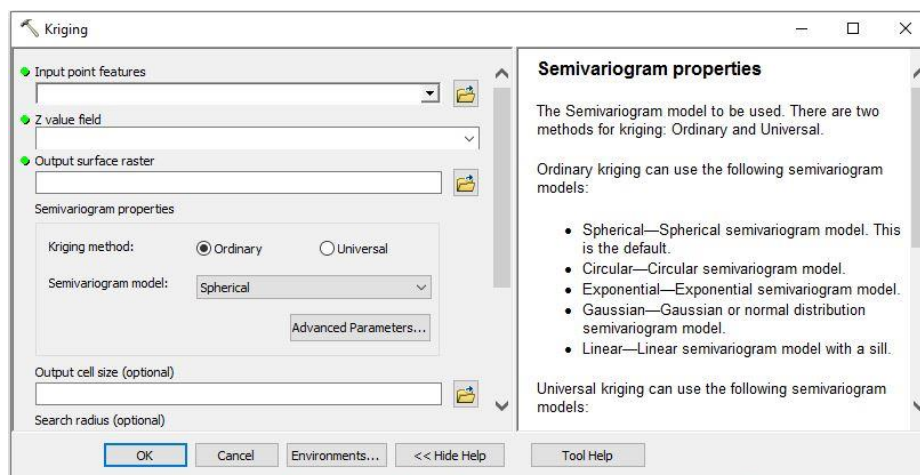 Kriging
Input point features
Z value field
Output surface raster
Semivariogram properties
Kriging method:
Ordinary
Universal
Semivariogram model:
Spherical
Advanced Parameters...
Output cell size (optional)
Search radius (optional)
OK
Cancel
Environments...
<< Hide Help
Tool Help
Semivariogram properties
The Semivariogram model to be used. There are two
methods for kriging: Ordinary and Universal.
Ordinary kriging can use the following semivariogram
models:
• Spherical—Spherical semivariogram model. This
is the default.
• Circular—Circular semivariogram model.
• Exponential—Exponential semivariogram model.
• Gaussian—Gaussian or normal distribution
semivariogram model.
• Linear—Linear semivariogram model with a sill.
Universal kriging can use the following semivariogram
models: